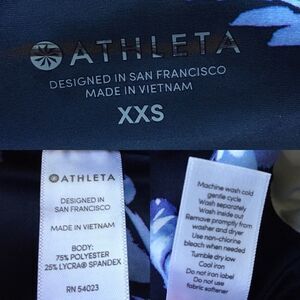 ATHLETA
DESIGNED IN SAN FRANCISCO
MADE IN VIETNAM
XXS
ATHLETA
DESIGNED IN
SAN FRANCISCO
MADE IN VIETNAM
BODY:
75% POLYESTER
25% LYCRA® SPANDEX
RN 54023
Machine wash cold
gentle cycle
Wash separately
Wash inside out
Remove promptly from
washer and dryer
Use non-chlorine
bleach when needed
Tumble dry low
Cool iron
Do not iron label
Do not use
fabric softener